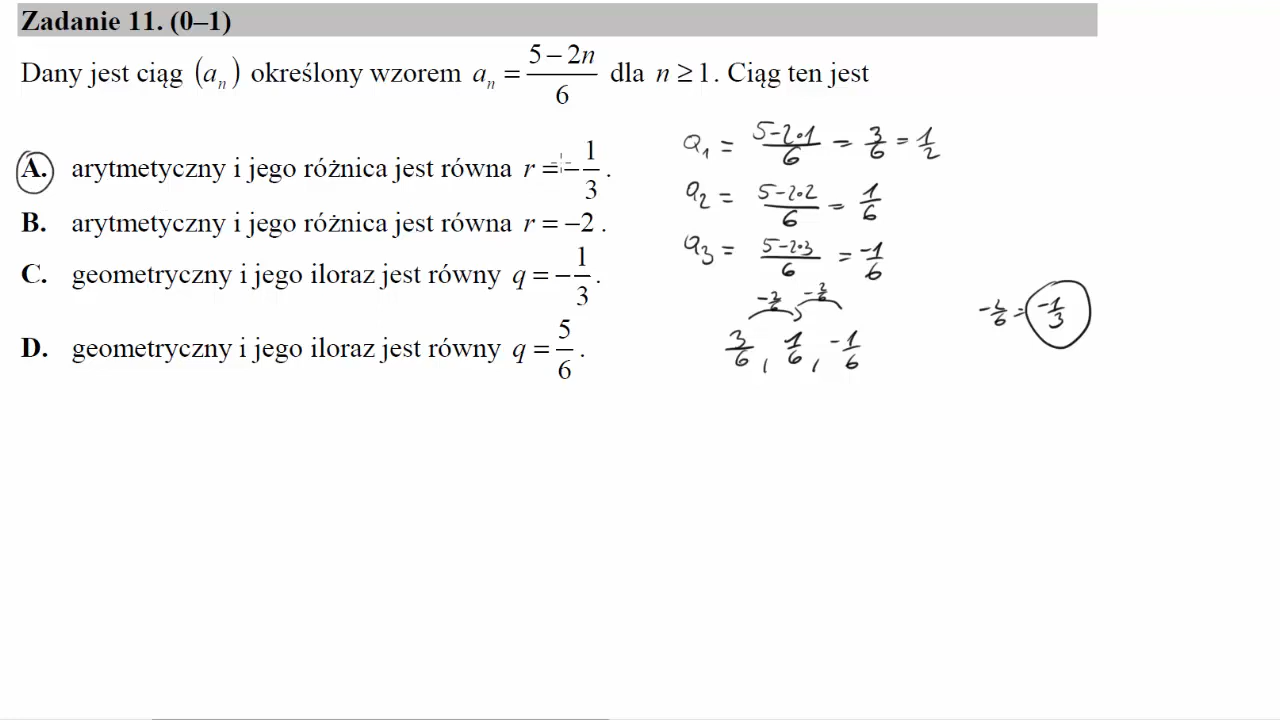 Zadanie 11. (0–1)
Dany jest ciąg (aₙ) określony wzorem aₙ = (5 − 2n)/6 dla n ≥ 1. Ciąg ten jest
A. arytmetyczny i jego różnica jest równa r = −1/3.
B. arytmetyczny i jego różnica jest równa r = −2.
C. geometryczny i jego iloraz jest równy q = −1/3.
D. geometryczny i jego iloraz jest równy q = 5/6.
a₁ = (5−2•1)/6 = 3/6 = 1/2
a₂ = (5−2•2)/6 = 1/6
a₃ = (5−2•3)/6 = −1/6
−2/6 −2/6
3/6, 1/6, −1/6
−2/6 = −1/3